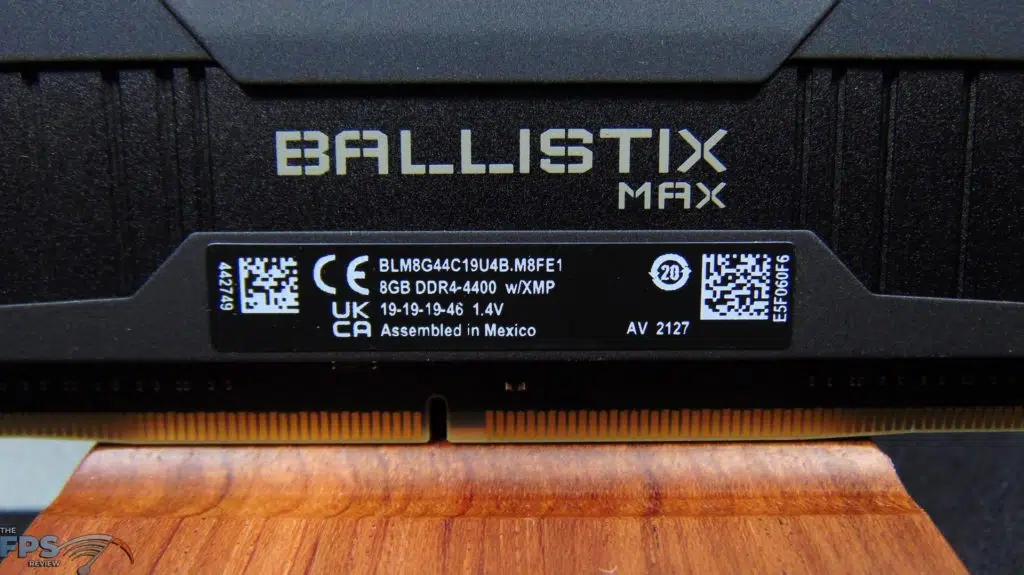 BALLISTIX
MAX
442749
CE
BLM8G44C19U4B.M8FE1
8GB DDR4-4400 w/XMP
UK
CA
19-19-19-46 1.4V
Assembled in Mexico
20
AV 2127
E5F060F6
THE
FPS
REVIEW